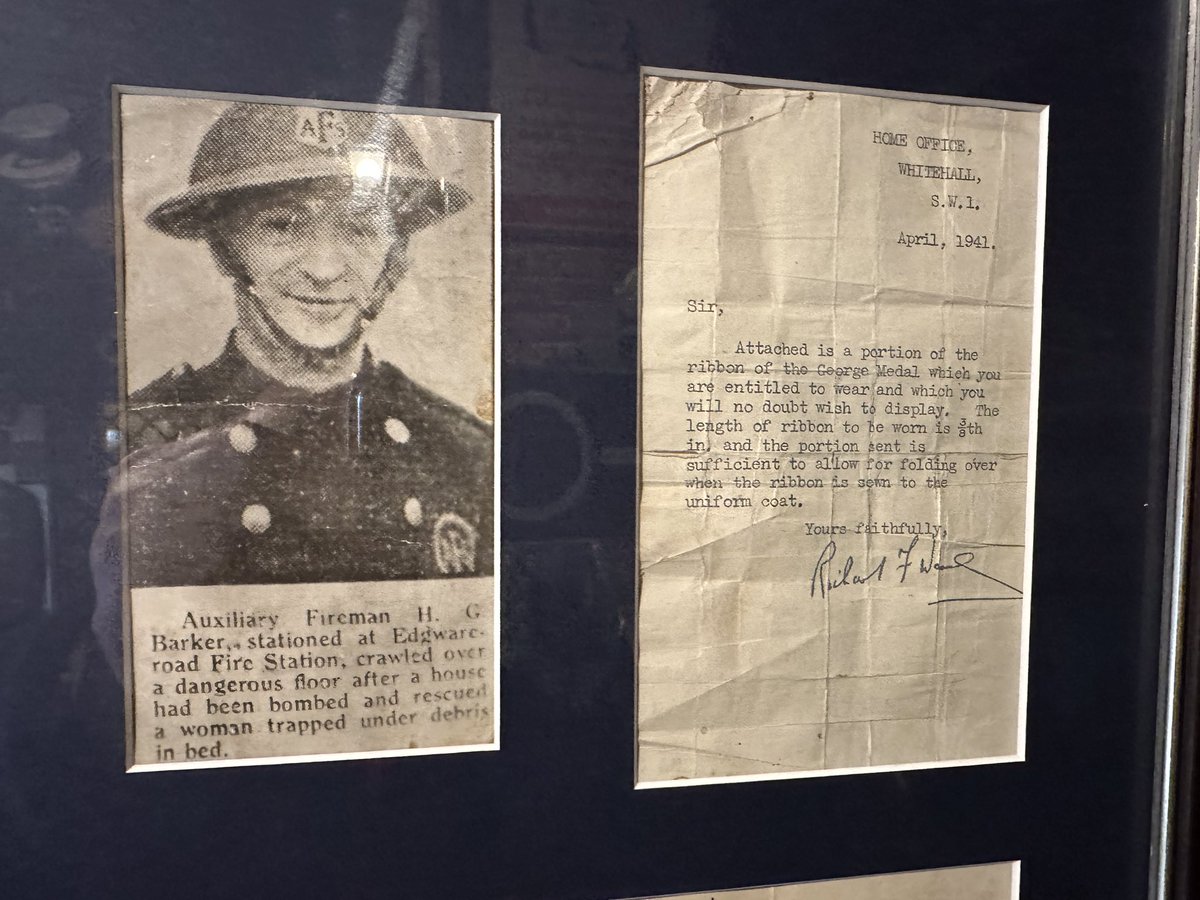 AFS
Auxiliary Fireman H. G
Barker, stationed at Edgware-
road Fire Station, crawled over
a dangerous floor after a house
had been bombed and rescued
a woman trapped under debris
in bed.
HOME OFFICE,
WHITEHALL,
S.W.1.
April, 1941.
Sir,
Attached is a portion of the
ribbon of the George Medal which you
are entitled to wear and which you
will no doubt wish to display. The
length of ribbon to be worn is ⅜th
in. and the portion sent is
sufficient to allow for folding over
when the ribbon is sewn to the
uniform coat.
Yours faithfully,
Richard F